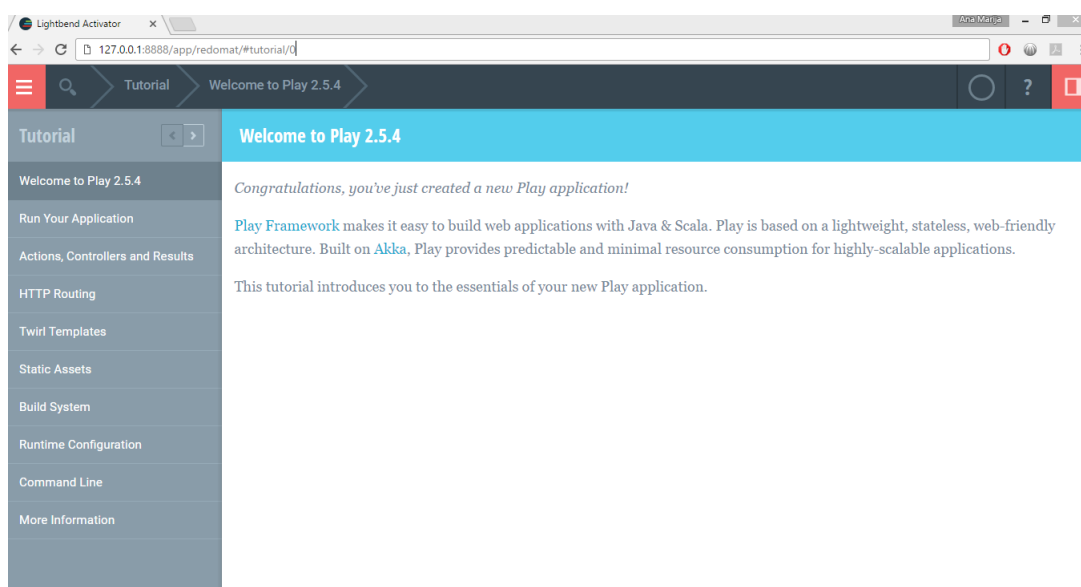 Lightbend Activator
Ana Marija
127.0.0.1:8888/app/redomat/#tutorial/0
Tutorial
Welcome to Play 2.5.4
?
Tutorial
Welcome to Play 2.5.4
Welcome to Play 2.5.4
Run Your Application
Actions, Controllers and Results
HTTP Routing
Twirl Templates
Static Assets
Build System
Runtime Configuration
Command Line
More Information
Congratulations, you've just created a new Play application!
Play Framework makes it easy to build web applications with Java & Scala. Play is based on a lightweight, stateless, web-friendly
architecture. Built on Akka, Play provides predictable and minimal resource consumption for highly-scalable applications.
This tutorial introduces you to the essentials of your new Play application.